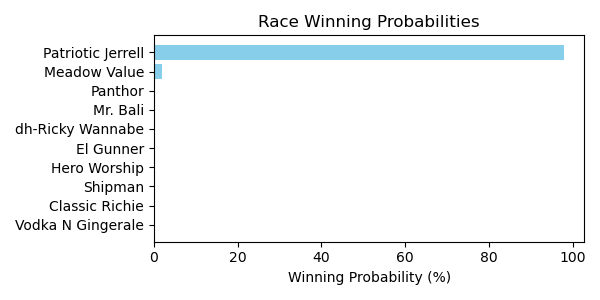 Race Winning Probabilities
Patriotic Jerrell
Meadow Value
Panthor
Mr. Bali
dh-Ricky Wannabe
El Gunner
Hero Worship
Shipman
Classic Richie
Vodka N Gingerale
0 20 40 60 80 100
Winning Probability (%)